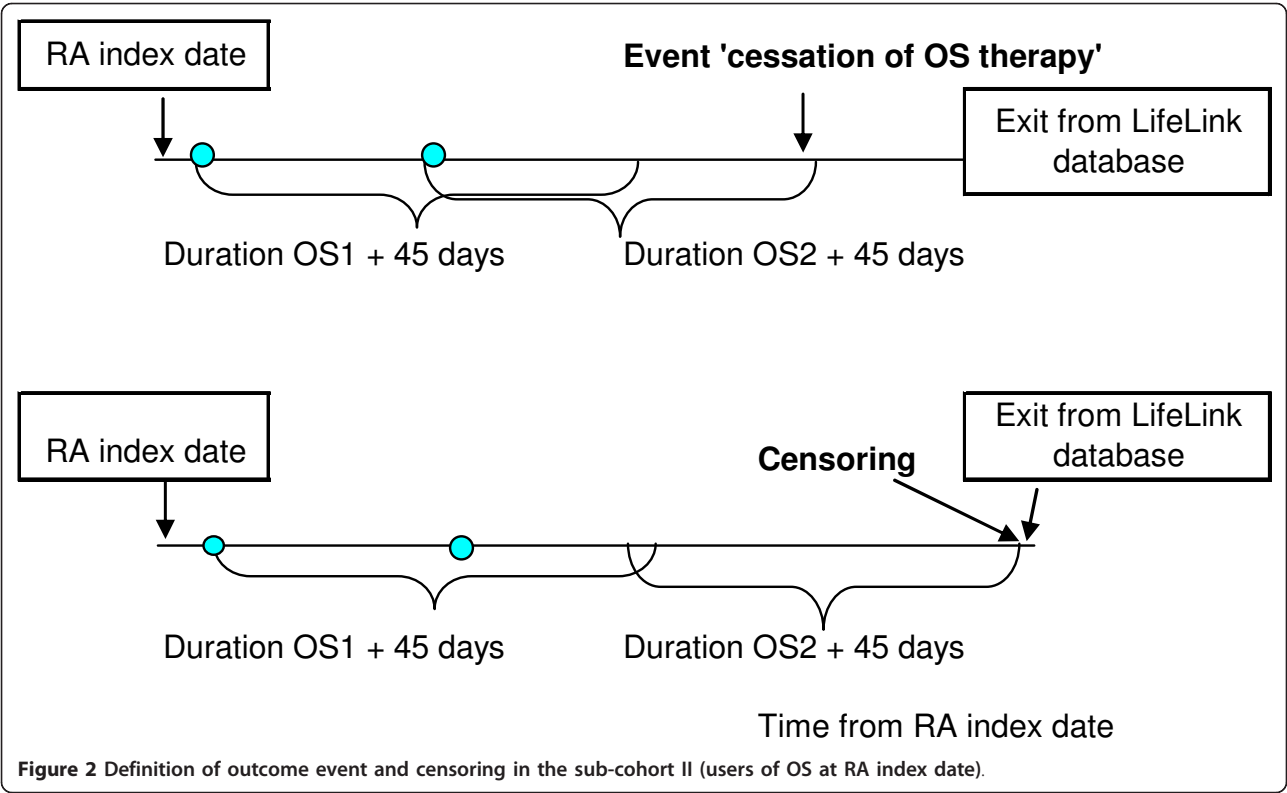 RA index date
Event 'cessation of OS therapy'
Exit from LifeLink
database
Duration OS1 + 45 days
Duration OS2 + 45 days
RA index date
Censoring
Exit from LifeLink
database
Duration OS1 + 45 days
Duration OS2 + 45 days
Time from RA index date
Figure 2 Definition of outcome event and censoring in the sub-cohort II (users of OS at RA index date).